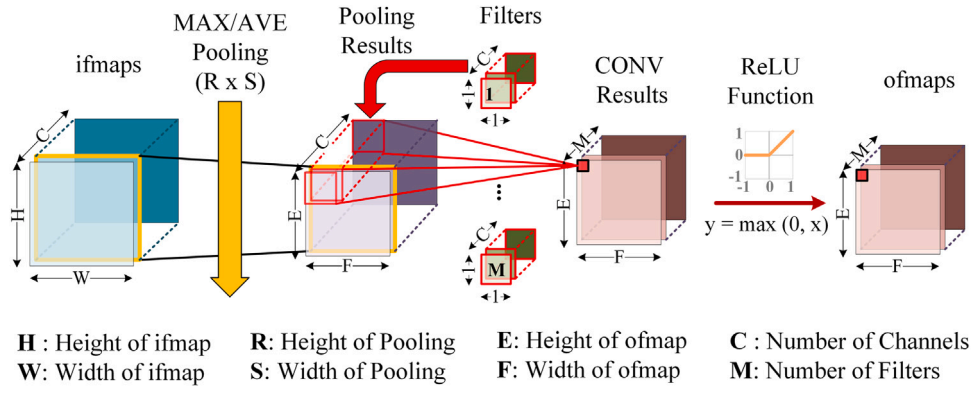 ifmaps
MAX/AVE
Pooling
(R x S)
Pooling
Results
Filters
CONV
Results
ReLU
Function
ofmaps
C
H
W
C
E
F
C
1
1
1
⋮
C
1
M
1
M
E
F
1
0
-1
-1 0 1
y = max (0, x)
M
E
F
H : Height of ifmap
W: Width of ifmap
R: Height of Pooling
S: Width of Pooling
E: Height of ofmap
F: Width of ofmap
C : Number of Channels
M: Number of Filters